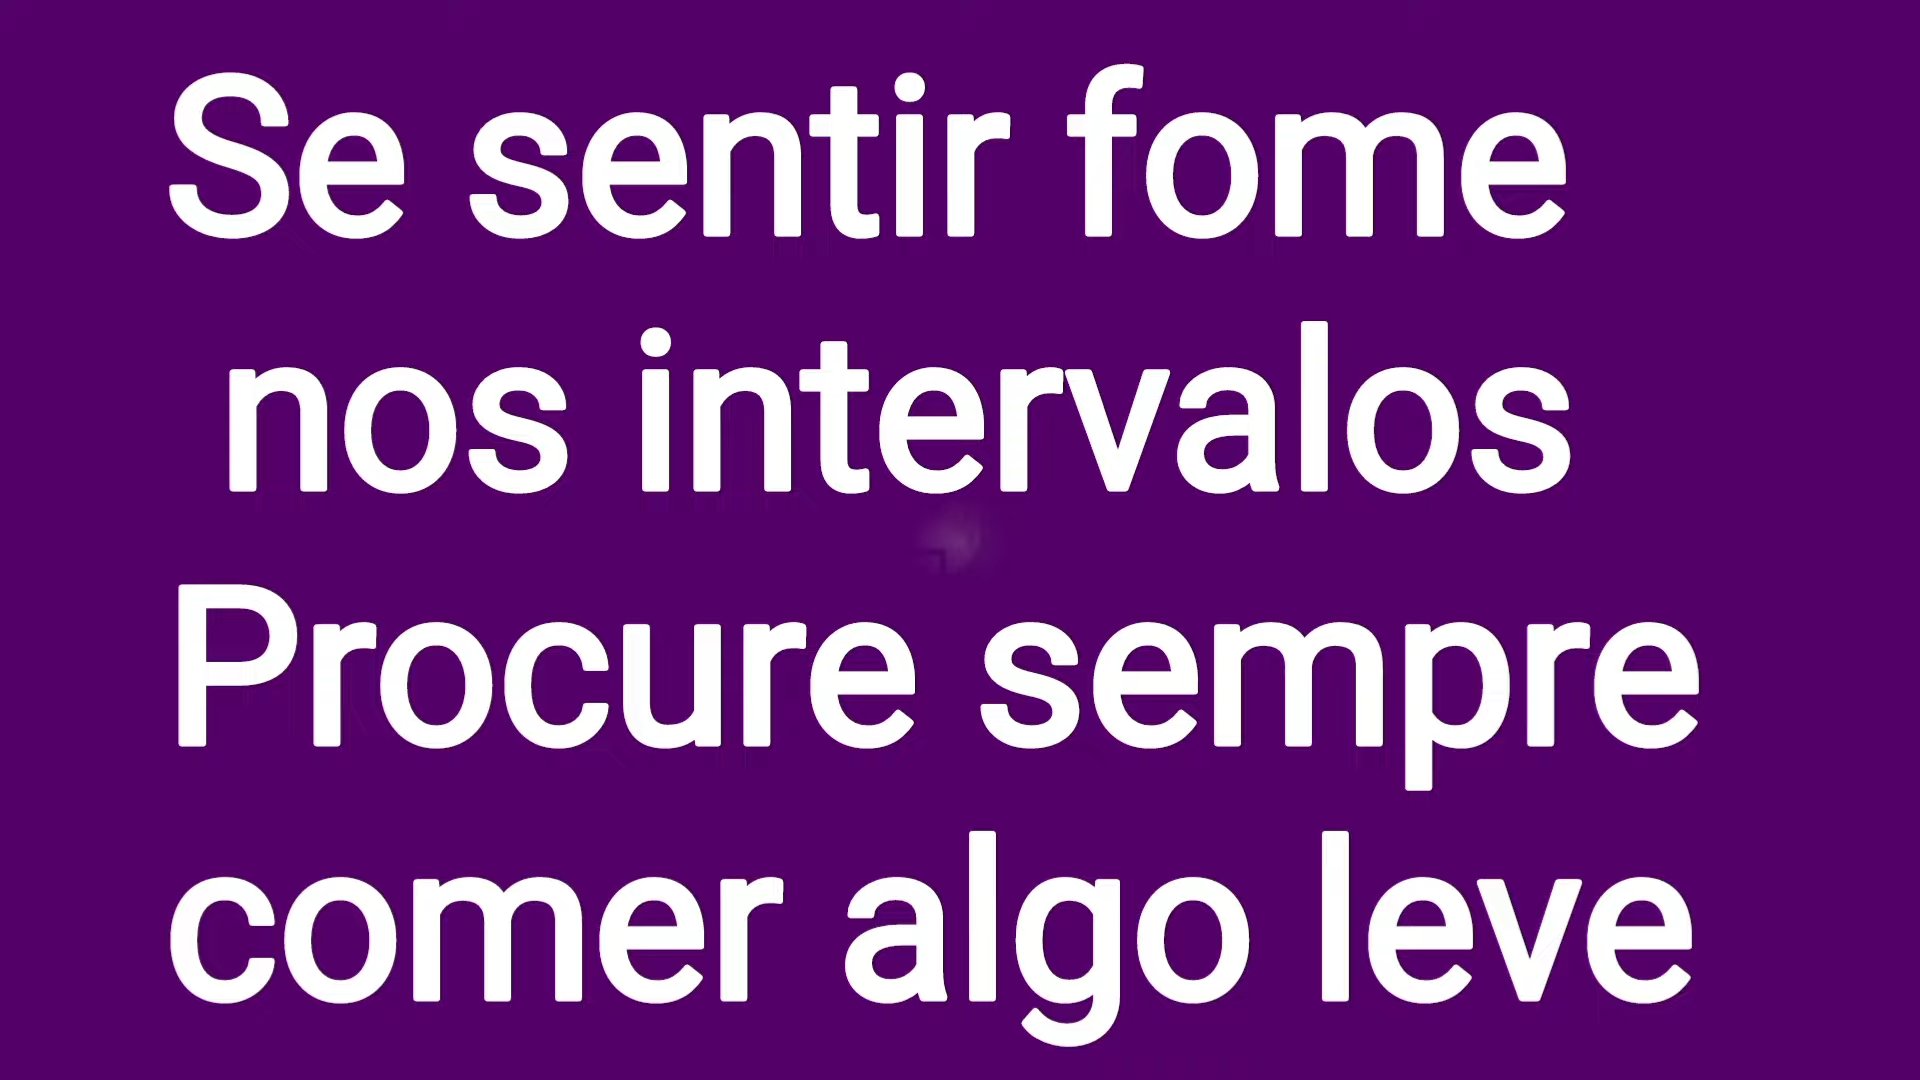 Se sentir fome
nos intervalos
Procure sempre
comer algo leve